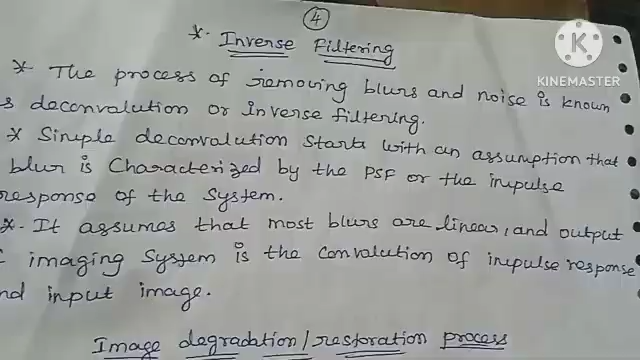 4
* Inverse Filtering
KINEMASTER
* The process of removing blurs and noise is known
s deconvalution or inverse filtering.
* Simple deconvalution starts with an assumption that
blur is characterized by the PSF or the impulse
response of the system.
*. It assumes that most blurs are linear, and output
imaging system is the convalution of impulse response
nd input image.
Image degradation/restoration process